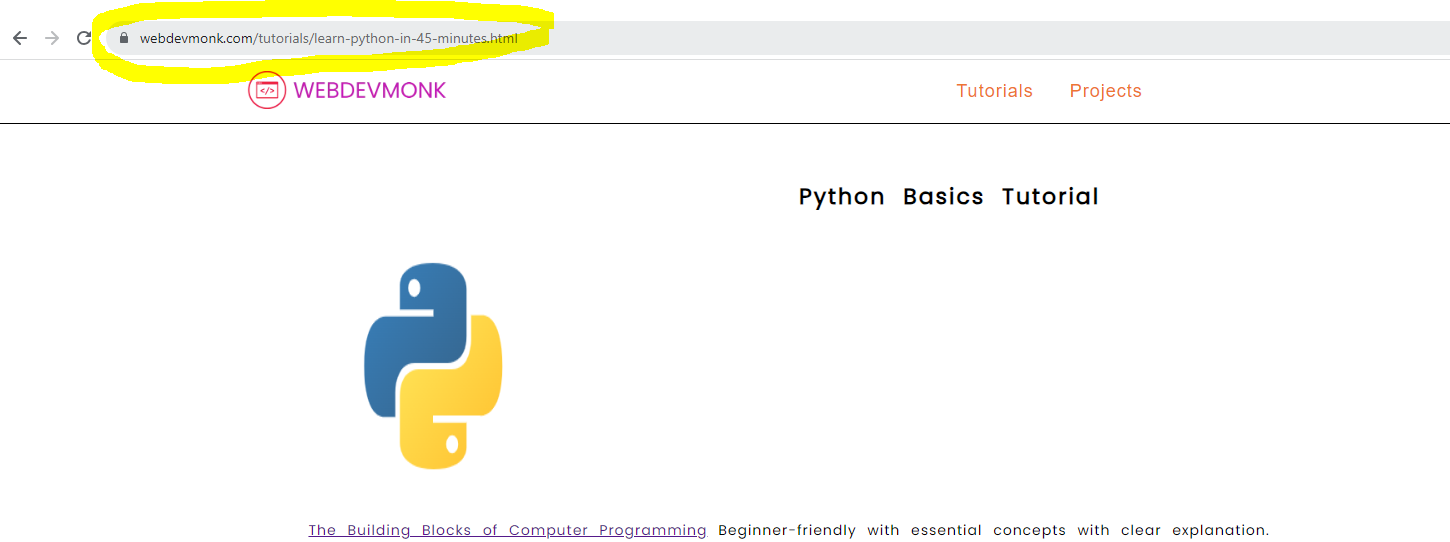 webdevmonk.com/tutorials/learn-python-in-45-minutes.html
WEBDEVMONK Tutorials Projects
Python Basics Tutorial
The Building Blocks of Computer Programming Beginner-friendly with essential concepts with clear explanation.